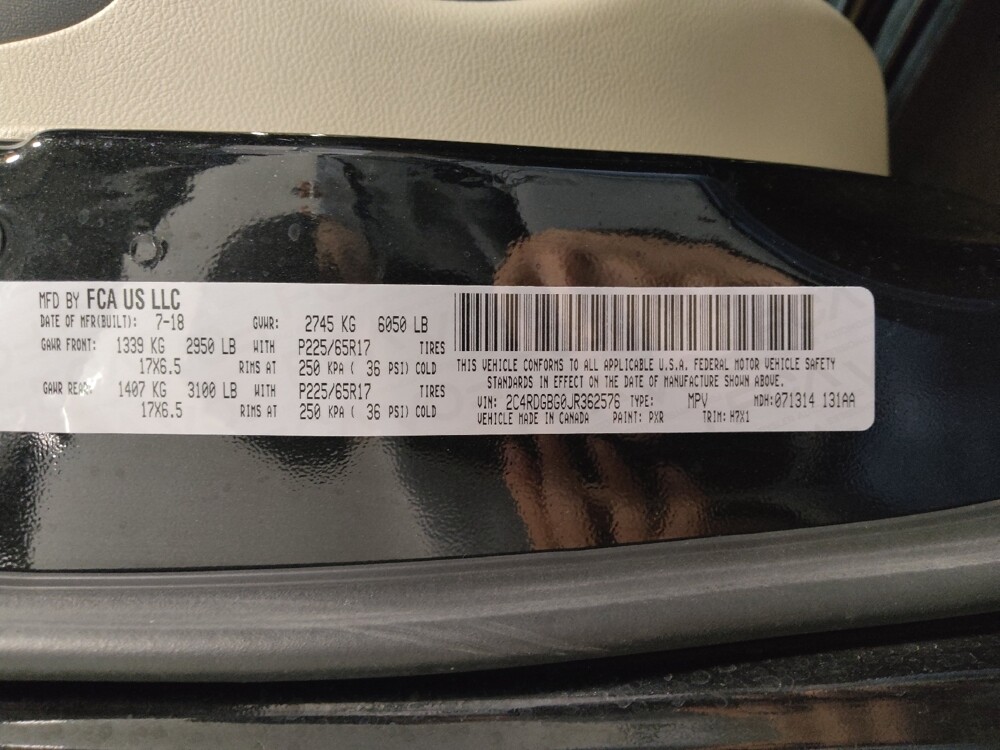 MFD BY FCA US LLC
DATE OF MFR(BUILT): 7-18 GVWR: 2745 KG 6050 LB
GAWR FRONT: 1339 KG 2950 LB WITH P225/65R17 TIRES
17X6.5 RIMS AT 250 KPA ( 36 PSI) COLD
GAWR REAR: 1407 KG 3100 LB WITH P225/65R17 TIRES
17X6.5 RIMS AT 250 KPA ( 36 PSI) COLD
THIS VEHICLE CONFORMS TO ALL APPLICABLE U.S.A. FEDERAL MOTOR VEHICLE SAFETY
STANDARDS IN EFFECT ON THE DATE OF MANUFACTURE SHOWN ABOVE.
VIN: 2C4RDGBG0JR362576 TYPE: MPV MDH: 071314 131AA
VEHICLE MADE IN CANADA PAINT: PXR TRIM: H7X1